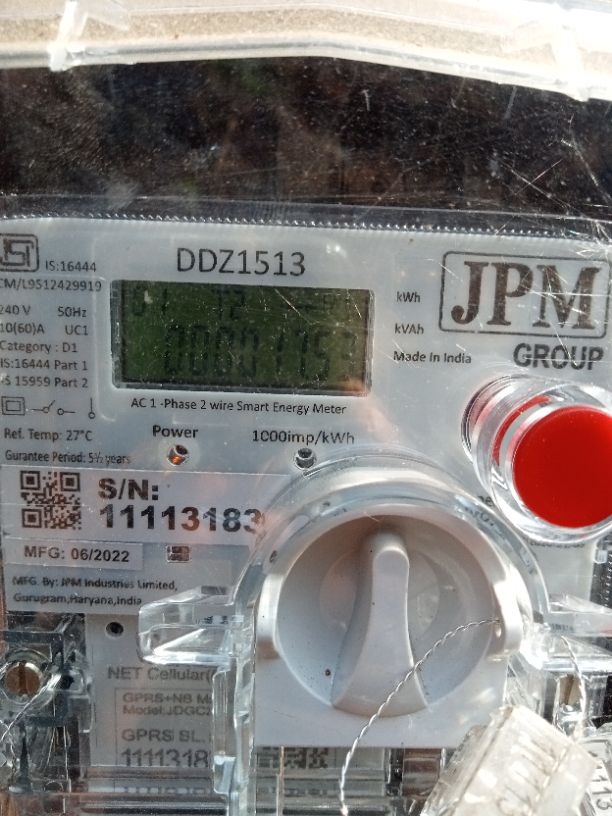 IS:16444
DDZ1513
CM/L9512429919
240 V 50Hz
10(60)A UC1
Category : D1
IS:16444 Part 1
IS 15959 Part 2
kWh
kVAh
Made in India
JPM
GROUP
AC 1 -Phase 2 wire Smart Energy Meter
Ref. Temp: 27°C
Power
1000imp/kWh
Gurantee Period: 5½ years
S/N:
11113183
MFG: 06/2022
MFG. By: JPM Industries Limited,
Gurugram,Haryana,India
NET Cellular(
GPRS+NB
GPRS SL.
1111318